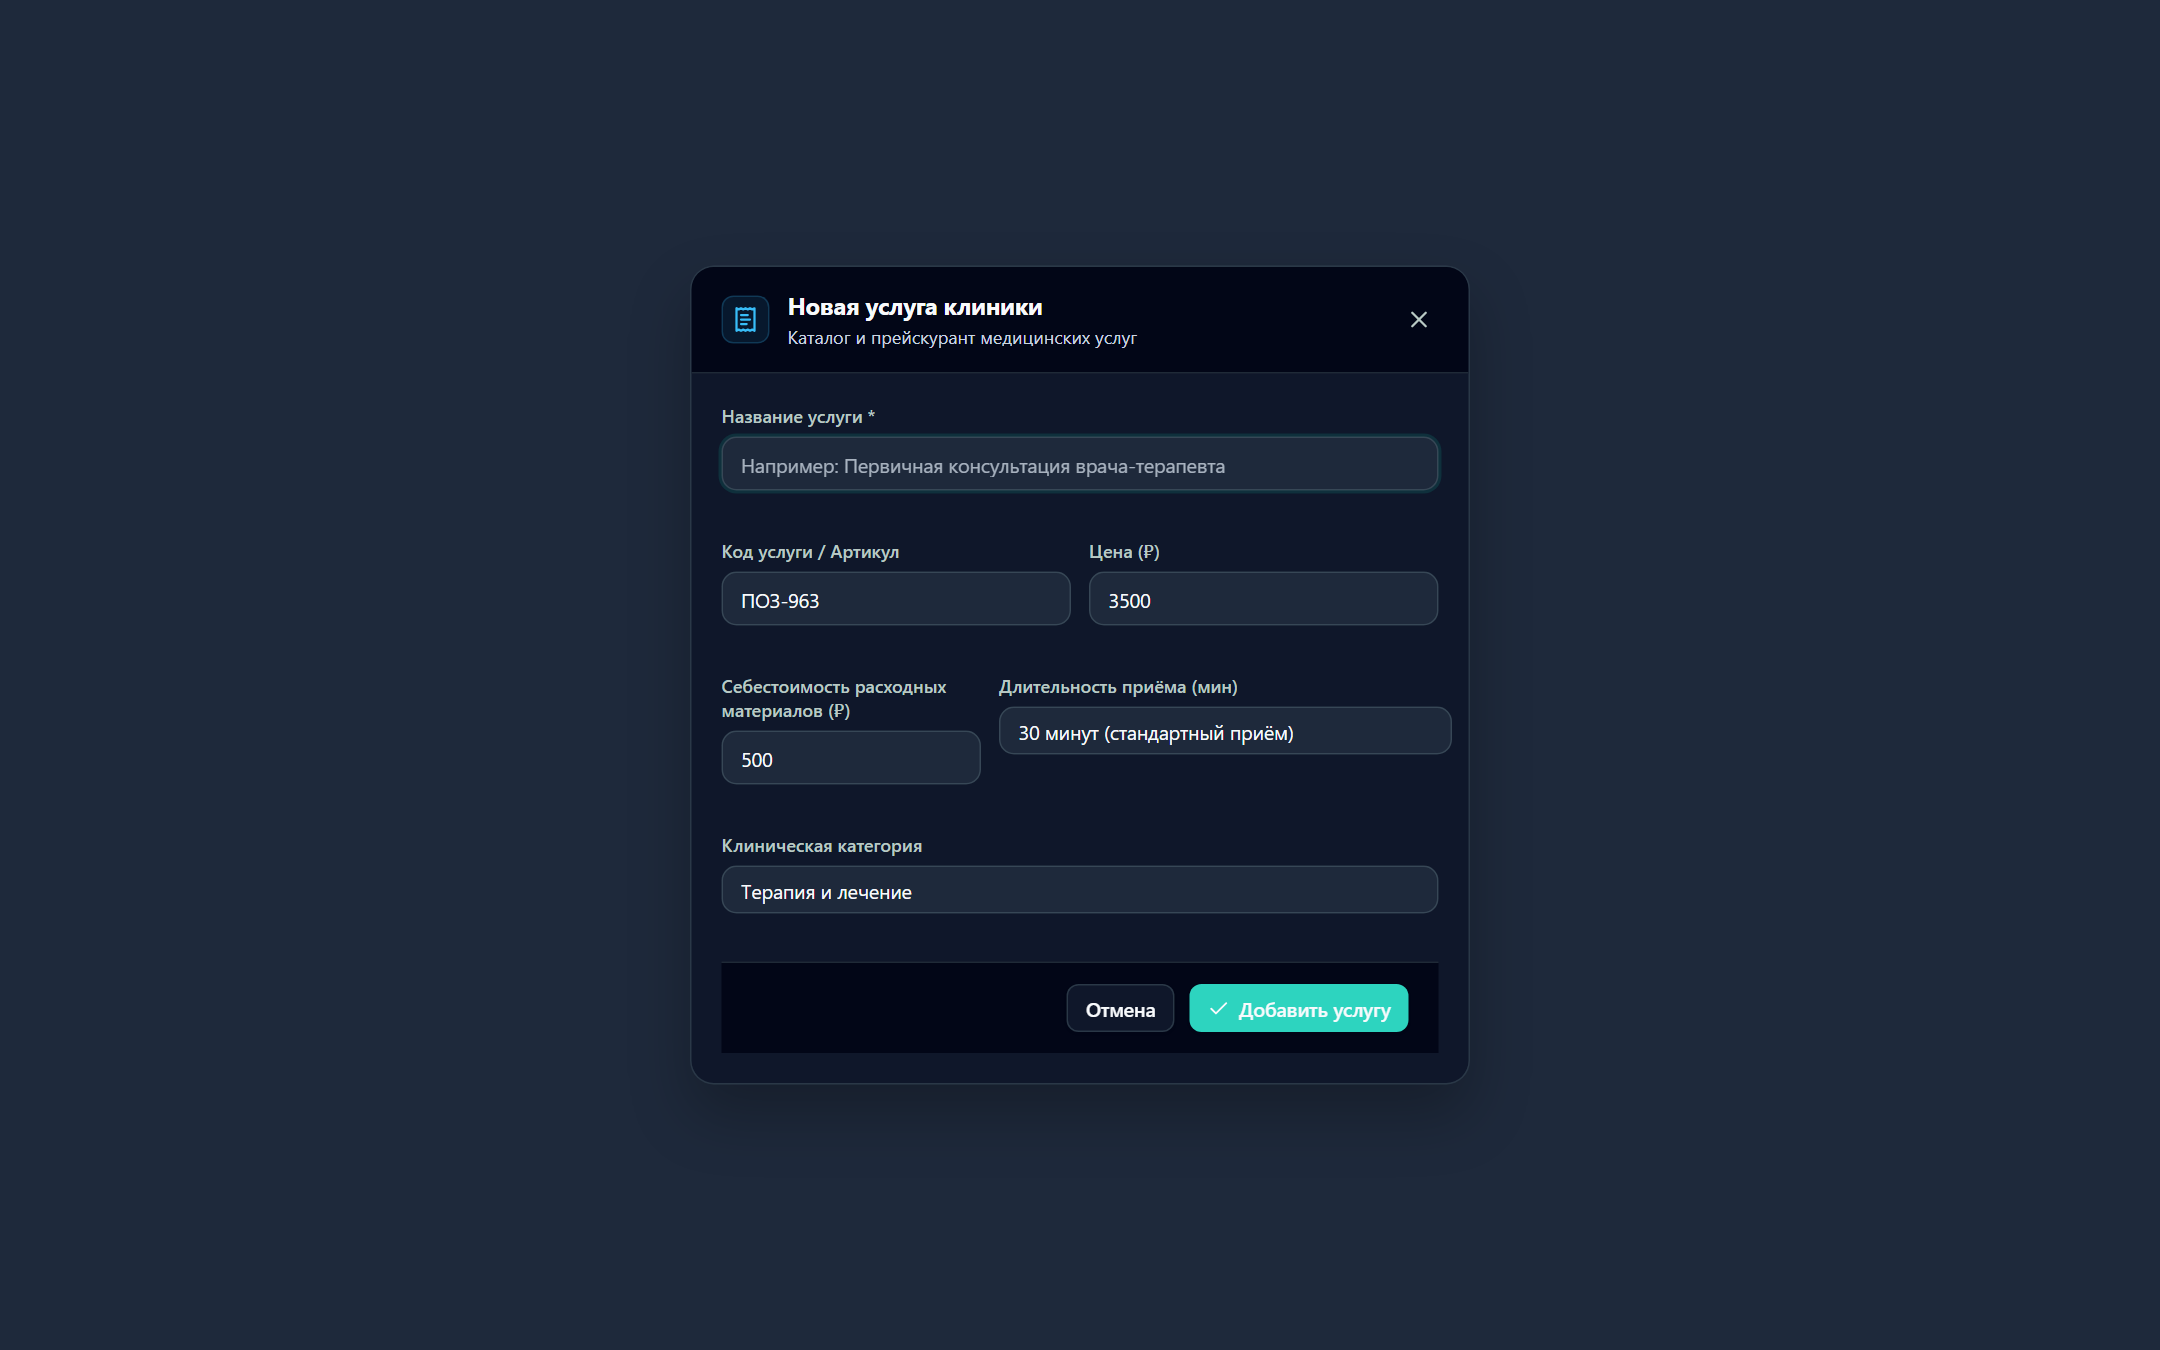 Новая услуга клиники
Каталог и прейскурант медицинских услуг
Название услуги *
Например: Первичная консультация врача-терапевта
Код услуги / Артикул
ПОЗ-963
Цена (₽)
3500
Себестоимость расходных
материалов (₽)
500
Длительность приёма (мин)
30 минут (стандартный приём)
Клиническая категория
Терапия и лечение
Отмена
Добавить услугу